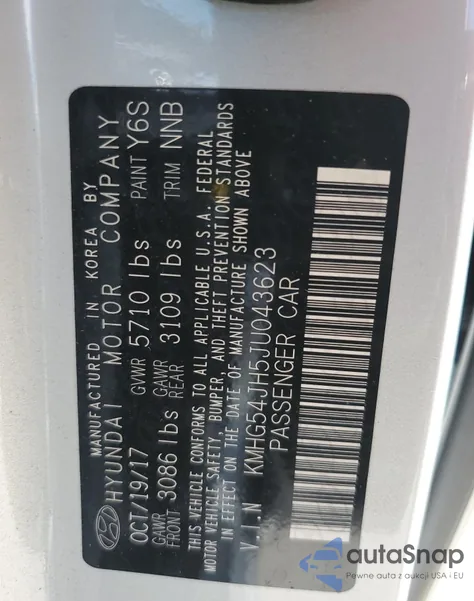 MANUFACTURED IN KOREA BY
HYUNDAI MOTOR COMPANY
OCT/19/17 GVWR 5710 lbs PAINT Y6S
GAWR FRONT 3086 lbs GAWR REAR 3109 lbs TRIM NNB
THIS VEHICLE CONFORMS TO ALL APPLICABLE U.S.A. FEDERAL
MOTOR VEHICLE SAFETY, BUMPER, AND THEFT PREVENTION STANDARDS
IN EFFECT ON THE DATE OF MANUFACTURE SHOWN ABOVE
V.I.N KMHG54JH5JU043623
PASSENGER CAR
autoSnap
Pewne auta z aukcji USA i EU